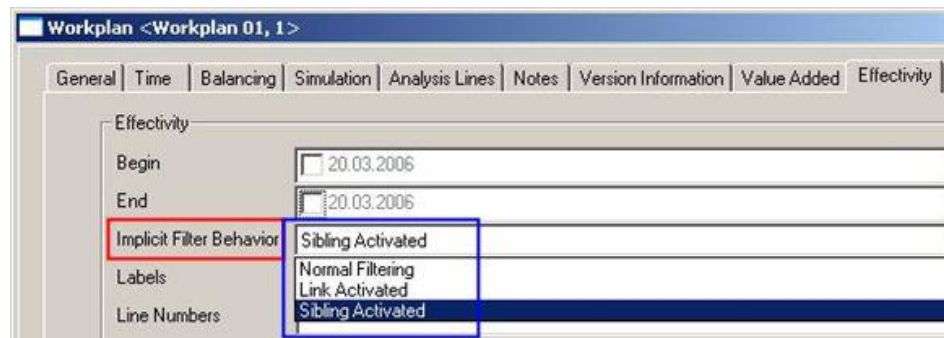 Workplan <Workplan 01, 1>
General Time Balancing Simulation Analysis Lines Notes Version Information Value Added Effectivity
Effectivity
Begin 20.03.2006
End 20.03.2006
Implicit Filter Behavior Sibling Activated
Labels Normal Filtering
Link Activated
Line Numbers Sibling Activated